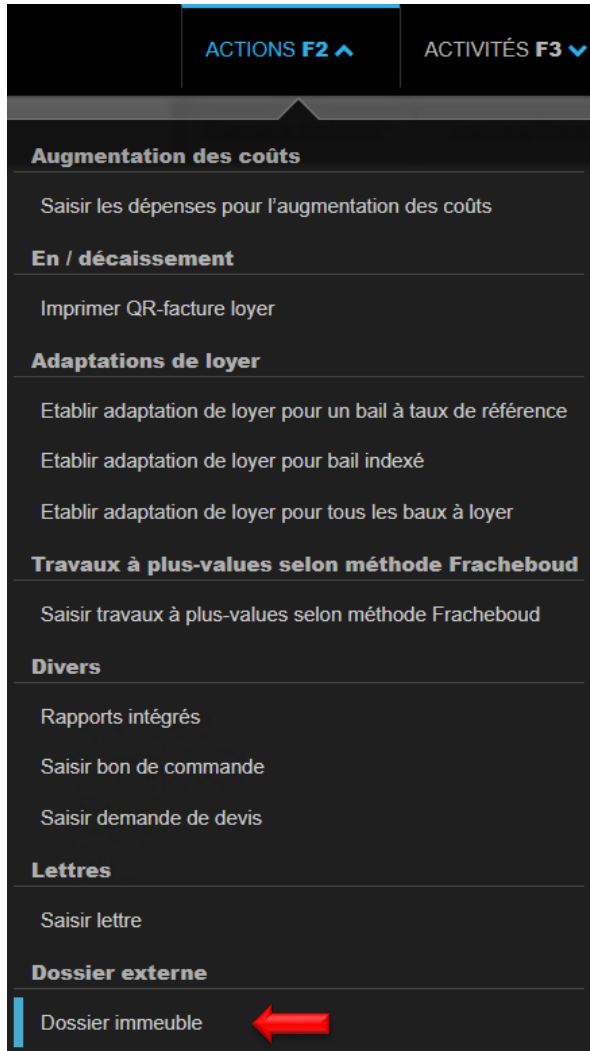 ACTIONS F2 ACTIVITÉS F3
Augmentation des coûts
Saisir les dépenses pour l'augmentation des coûts
En / décaissement
Imprimer QR-facture loyer
Adaptations de loyer
Etablir adaptation de loyer pour un bail à taux de référence
Etablir adaptation de loyer pour bail indexé
Etablir adaptation de loyer pour tous les baux à loyer
Travaux à plus-values selon méthode Fracheboud
Saisir travaux à plus-values selon méthode Fracheboud
Divers
Rapports intégrés
Saisir bon de commande
Saisir demande de devis
Lettres
Saisir lettre
Dossier externe
Dossier immeuble